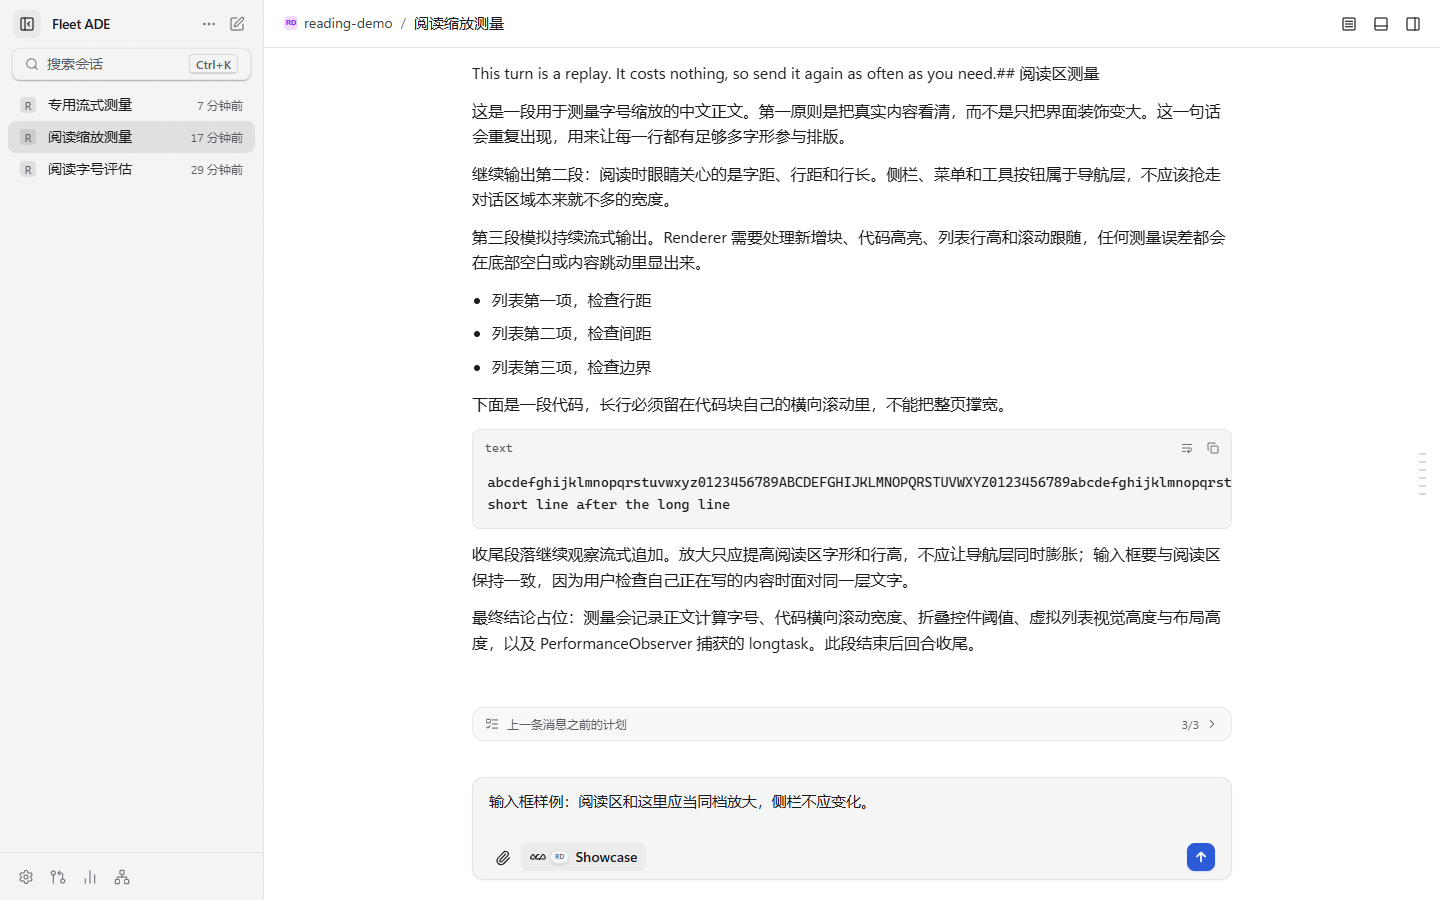 Fleet ADE
搜索会话
Ctrl+K
R 专用流式测量 7 分钟前
R 阅读缩放测量 17 分钟前
R 阅读字号评估 29 分钟前
RD reading-demo / 阅读缩放测量
This turn is a replay. It costs nothing, so send it again as often as you need.## 阅读区测量
这是一段用于测量字号缩放的中文正文。第一原则是把真实内容看清，而不是只把界面装饰变大。这一句话
会重复出现，用来让每一行都有足够多字形参与排版。
继续输出第二段：阅读时眼睛关心的是字距、行距和行长。侧栏、菜单和工具按钮属于导航层，不应该抢走
对话区域本来就不多的宽度。
第三段模拟持续流式输出。Renderer 需要处理新增块、代码高亮、列表行高和滚动跟随，任何测量误差都会
在底部空白或内容跳动里显出来。
• 列表第一项，检查行距
• 列表第二项，检查间距
• 列表第三项，检查边界
下面是一段代码，长行必须留在代码块自己的横向滚动里，不能把整页撑宽。
text
abcdefghijklmnopqrstuvwxyz0123456789ABCDEFGHIJKLMNOPQRSTUVWXYZ0123456789abcdefghijklmnopqrst
short line after the long line
收尾段落继续观察流式追加。放大只应提高阅读区字形和行高，不应让导航层同时膨胀；输入框要与阅读区
保持一致，因为用户检查自己正在写的内容时面对同一层文字。
最终结论占位：测量会记录正文计算字号、代码横向滚动宽度、折叠控件阈值、虚拟列表视觉高度与布局高
度，以及 PerformanceObserver 捕获的 longtask。此段结束后回合收尾。
上一条消息之前的计划 3/3
输入框样例：阅读区和这里应当同档放大，侧栏不应变化。
RD Showcase